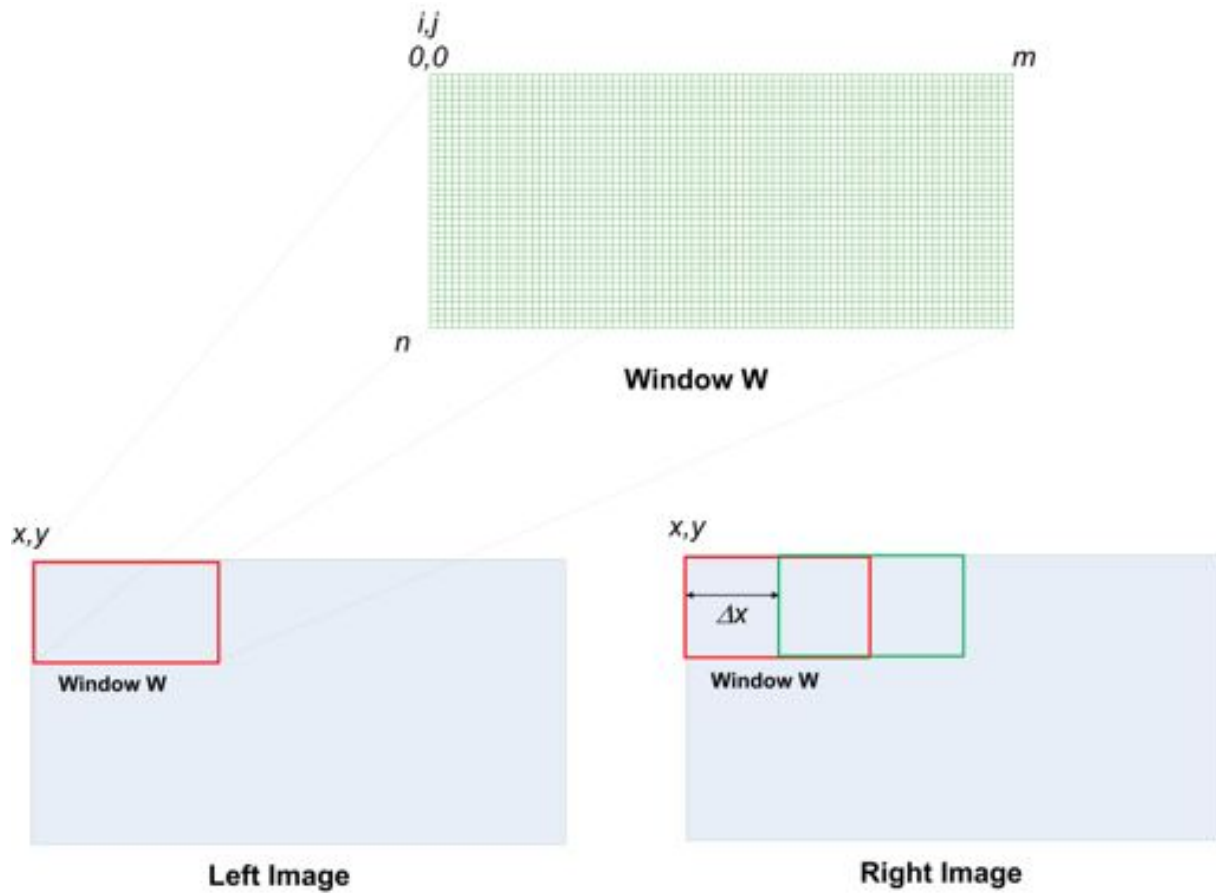 i,j
0,0
m
n
Window W
x,y
Window W
Left Image
x,y
Δx
Window W
Right Image